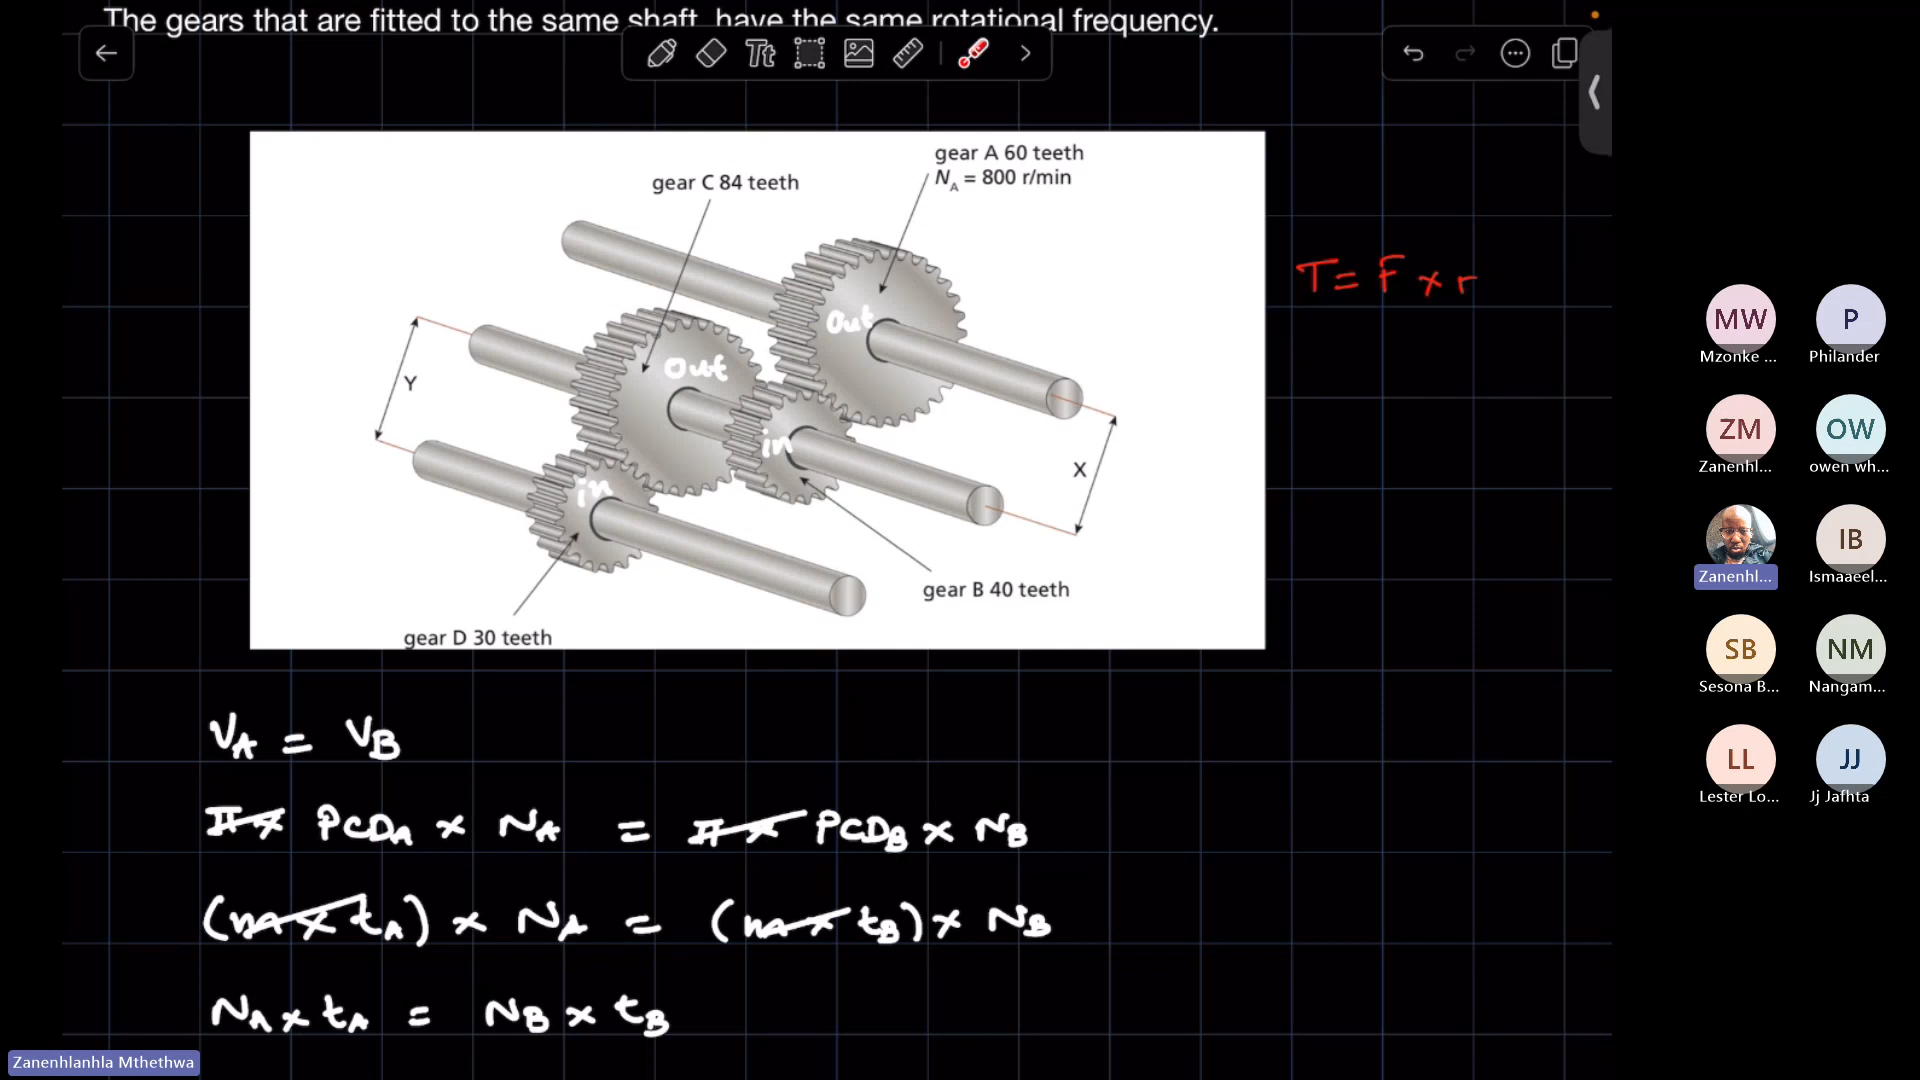 The gears that are fitted to the same shaft, have the same rotational frequency.
Tt
gear A 60 teeth
N_A = 800 r/min
gear C 84 teeth
Out
Out
T = F × r
Y
in
in
X
gear B 40 teeth
gear D 30 teeth
V_A = V_B
π × PCD_A × N_A = π × PCD_B × N_B
(m × t_A) × N_A = (m × t_B) × N_B
N_A × t_A = N_B × t_B
MW P
Mzonke ... Philander
ZM OW
Zanenhl... owen wh...
IB
Zanenhl... Ismaaeel...
SB NM
Sesona B... Nangam...
LL JJ
Lester Lo... Jj Jafhta
Zanenhlanhla Mthethwa